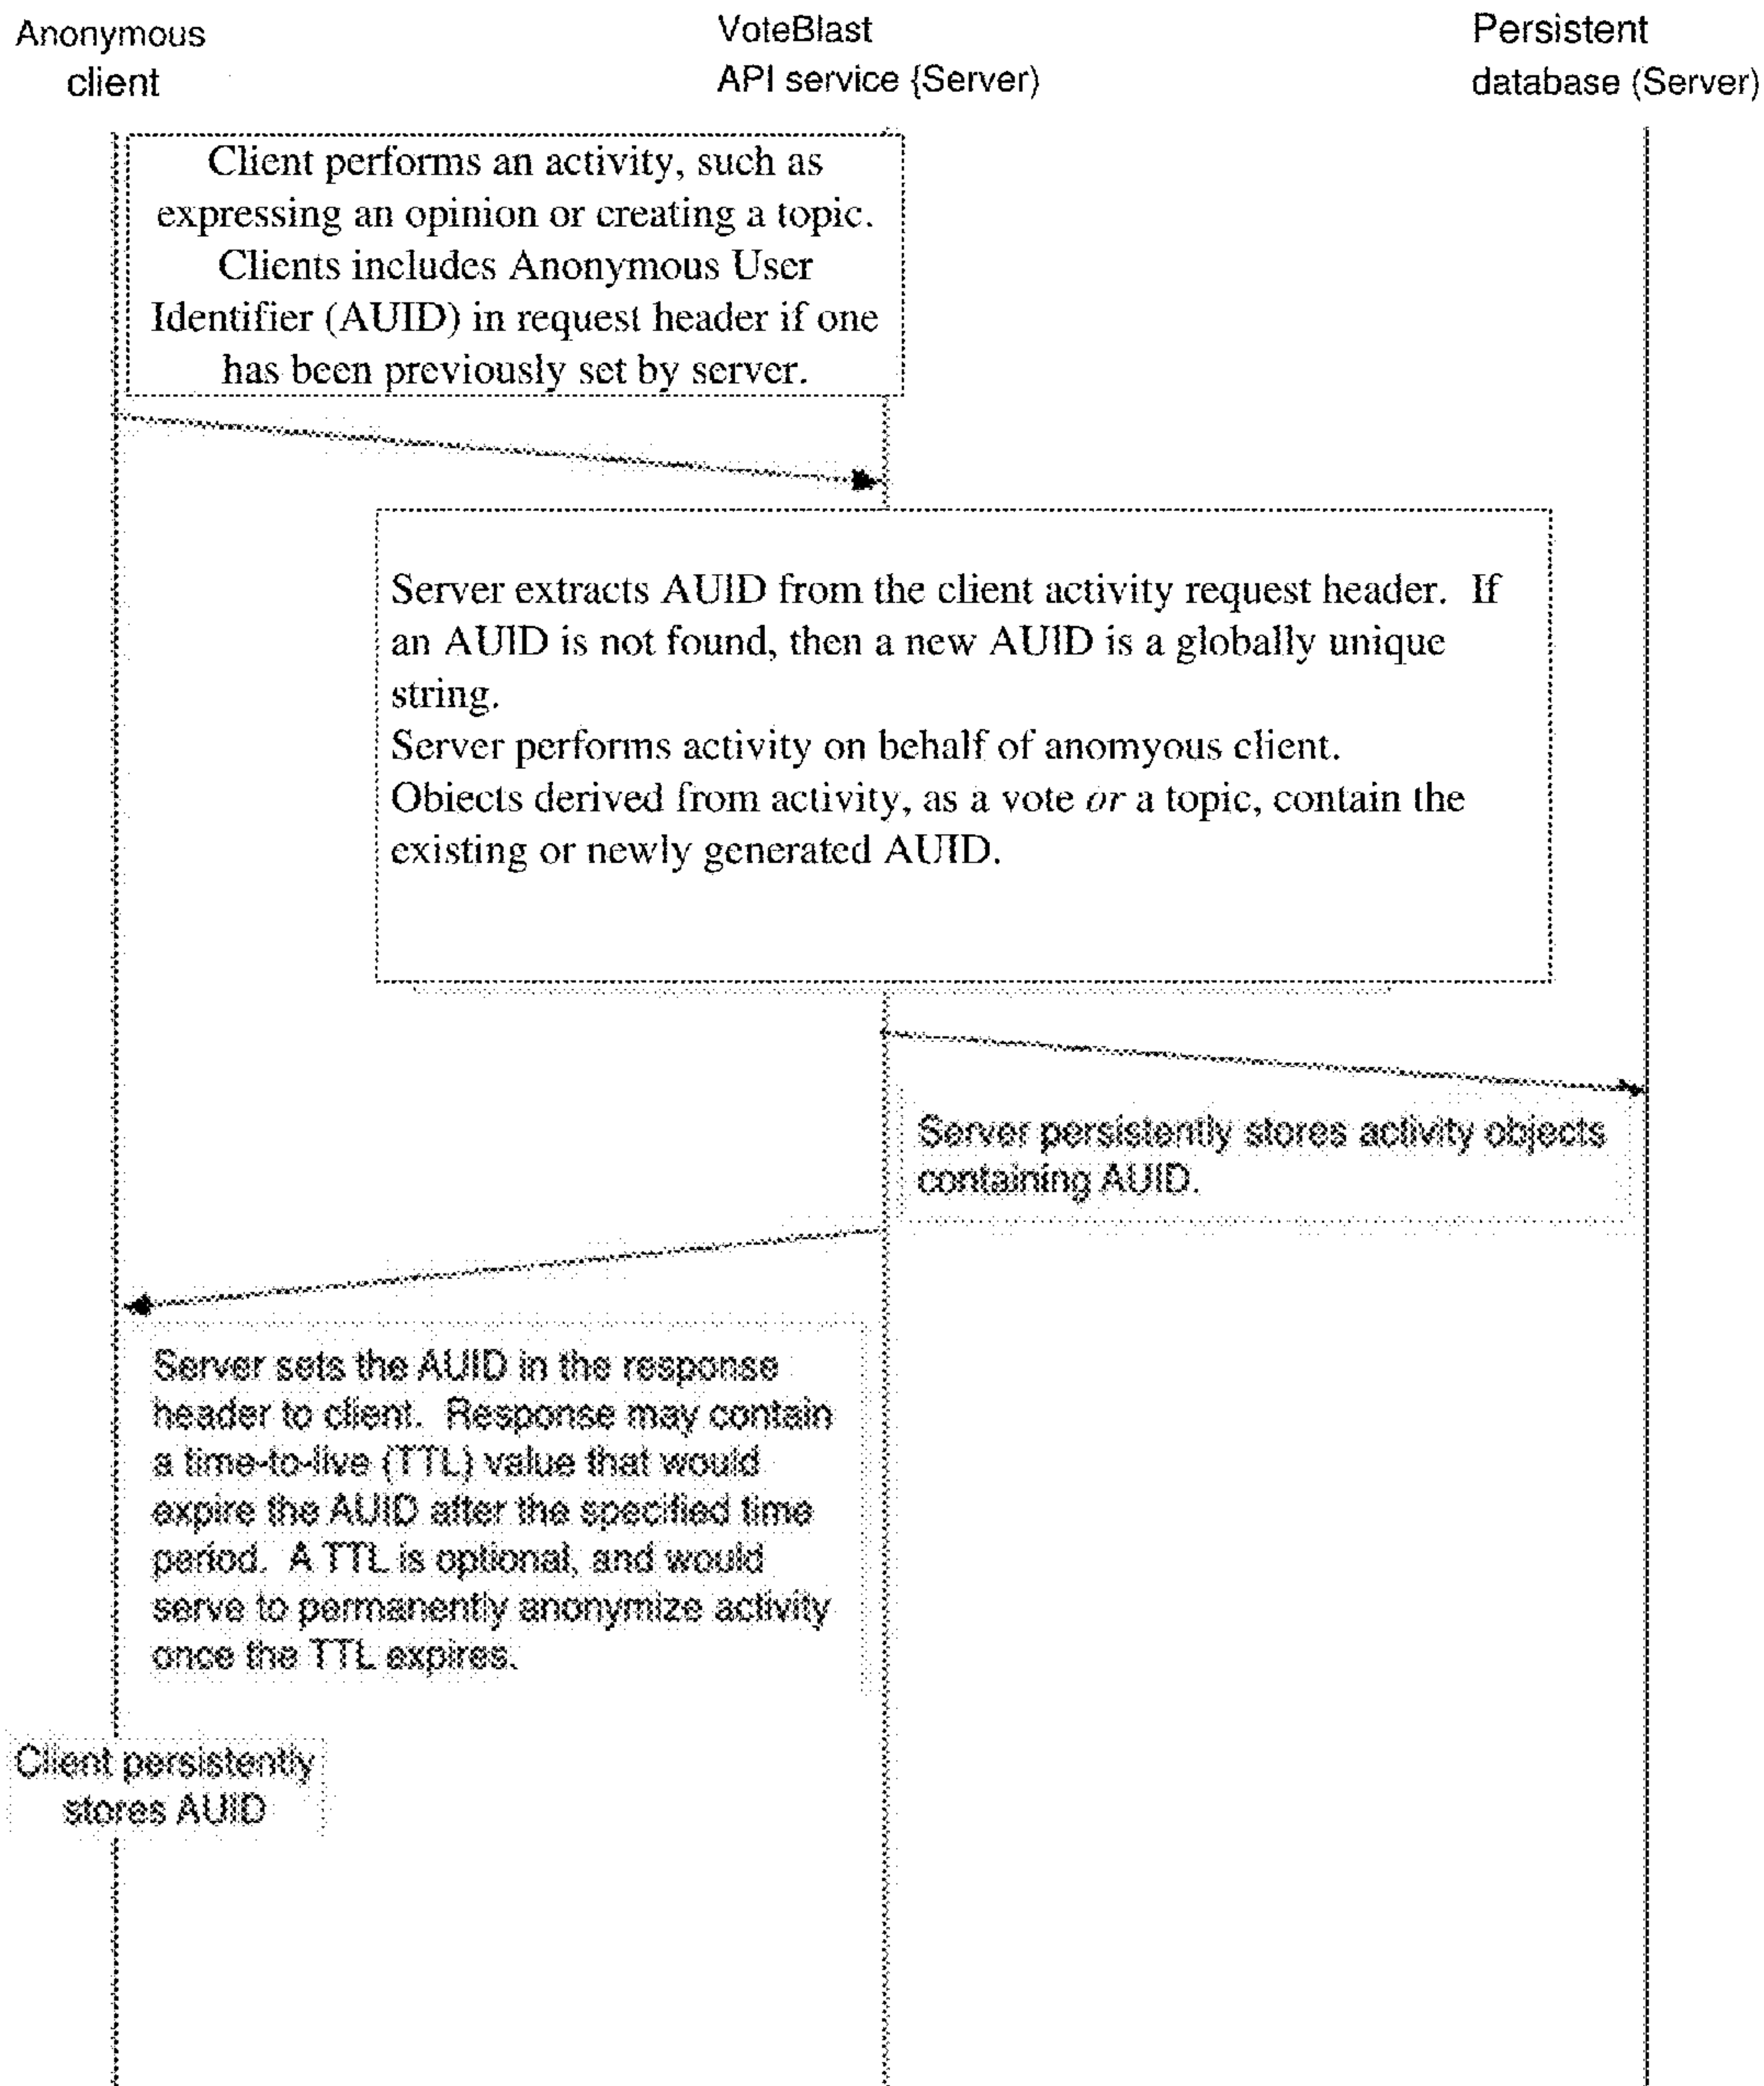 Anonymous
client
VoteBlast
API service {Server)
Persistent
database (Server)
Client performs an activity, such as
expressing an opinion or creating a topic.
Clients includes Anonymous User
Identifier (AUID) in request header if one
has been previously set by server.
Server extracts AUID from the client activity request header. If
an AUID is not found, then a new AUID is a globally unique
string.
Server performs activity on behalf of anomyous client.
Obiects derived from activity, as a vote or a topic, contain the
existing or newly generated AUID.
Server persistently stores activity objects
containing AUID.
Server sets the AUID in the response
header to client. Response may contain
a time-to-live (TTL) value that would
expire the AUID after the specified time
period. A TTL is optional, and would
serve to permanently anonymize activity
once the TTL expires.
Client persistently
stores AUID